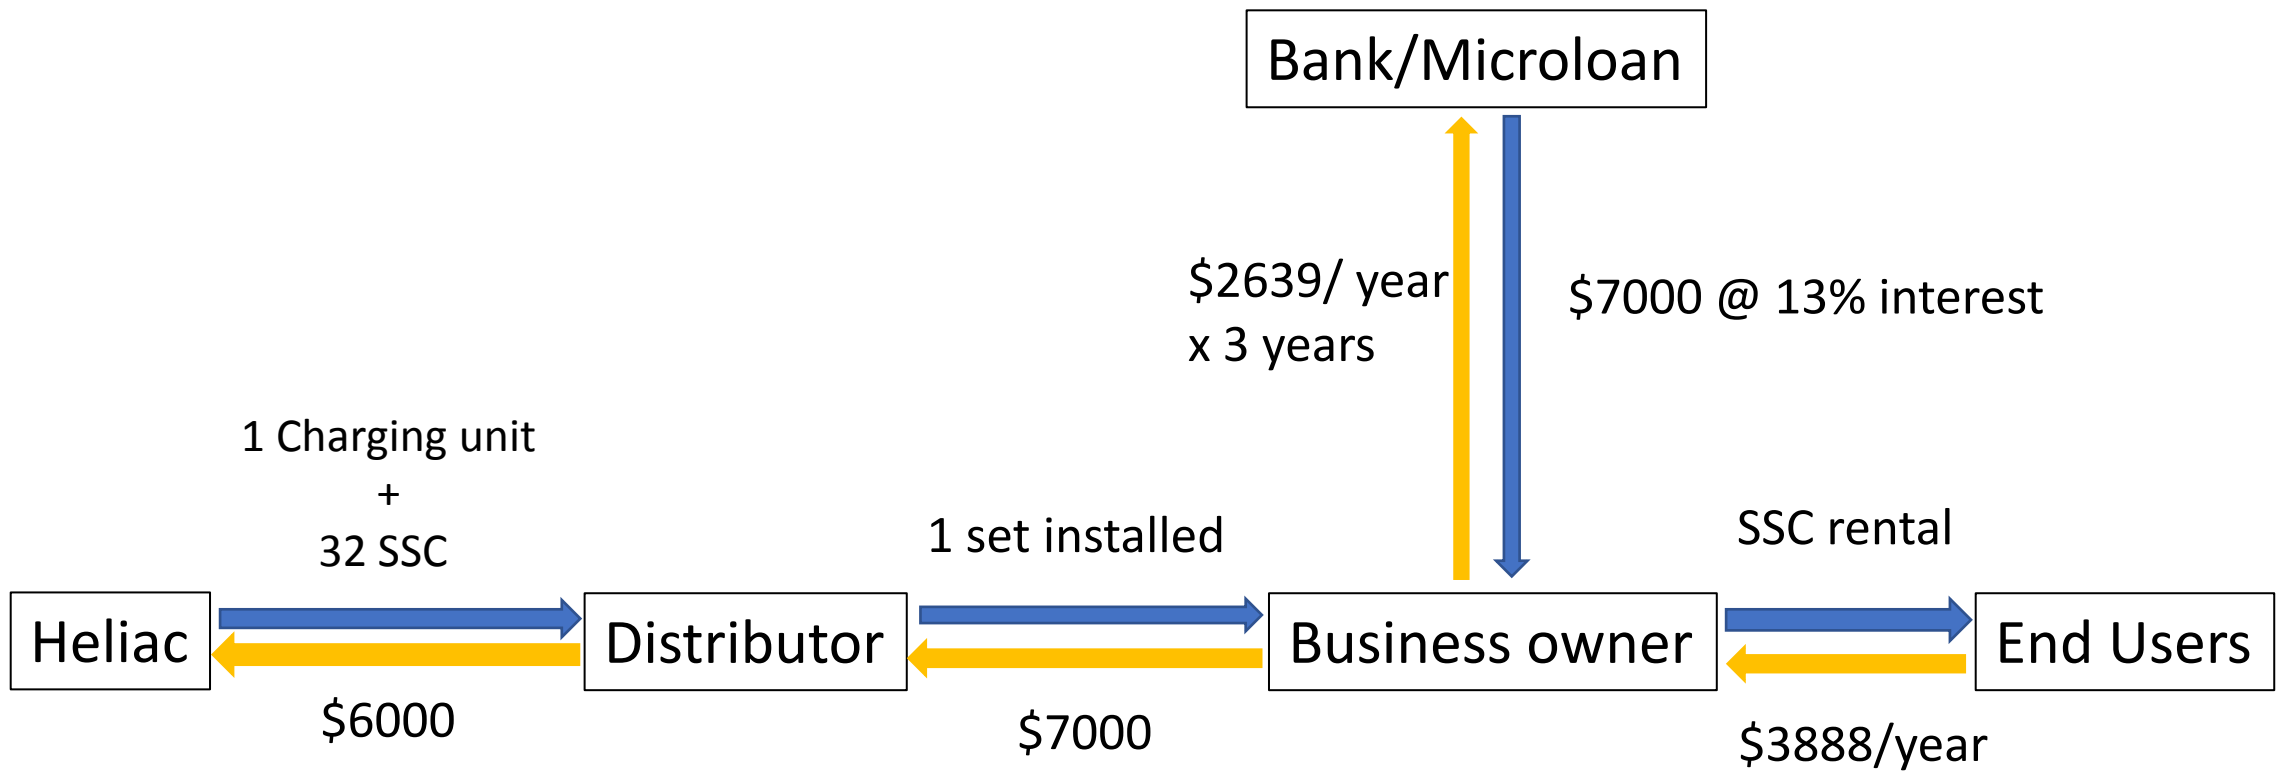 Bank/Microloan
$2639/ year
x 3 years
$7000 @ 13% interest
1 Charging unit
+
32 SSC
1 set installed
SSC rental
Heliac
Distributor
Business owner
End Users
$6000
$7000
$3888/year